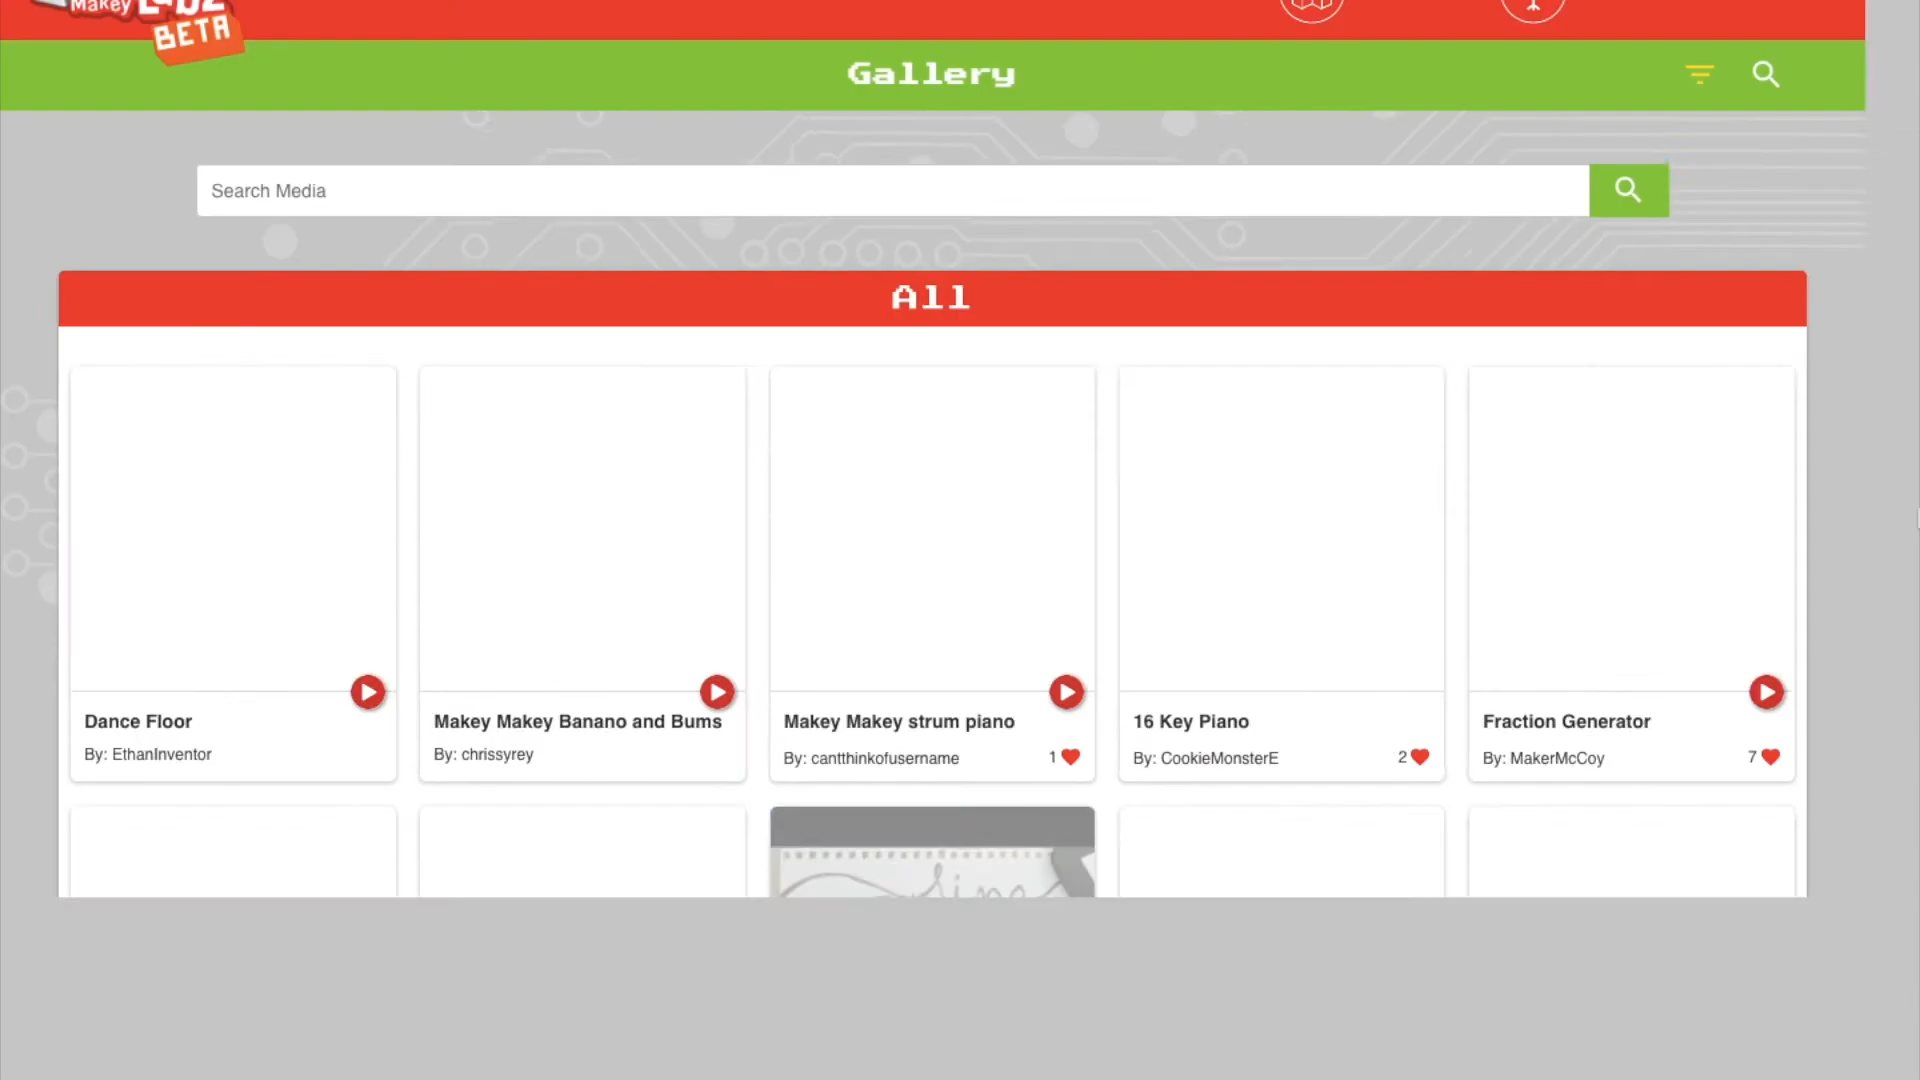 Makey
Labz
BETA
Gallery
Search Media
All
Dance Floor
By: EthanInventor
Makey Makey Banano and Bums
By: chrissyrey
Makey Makey strum piano
By: cantthinkofusername
1
16 Key Piano
By: CookieMonsterE
2
Fraction Generator
By: MakerMcCoy
7